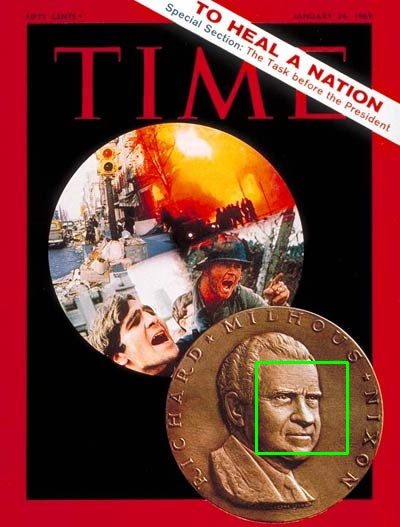 FIFTY CENTS
JANUARY 24, 1969
TO HEAL A NATION
Special Section: The Task before the President
TIME
RICHARD ★ MILHOUS ★ NIXON